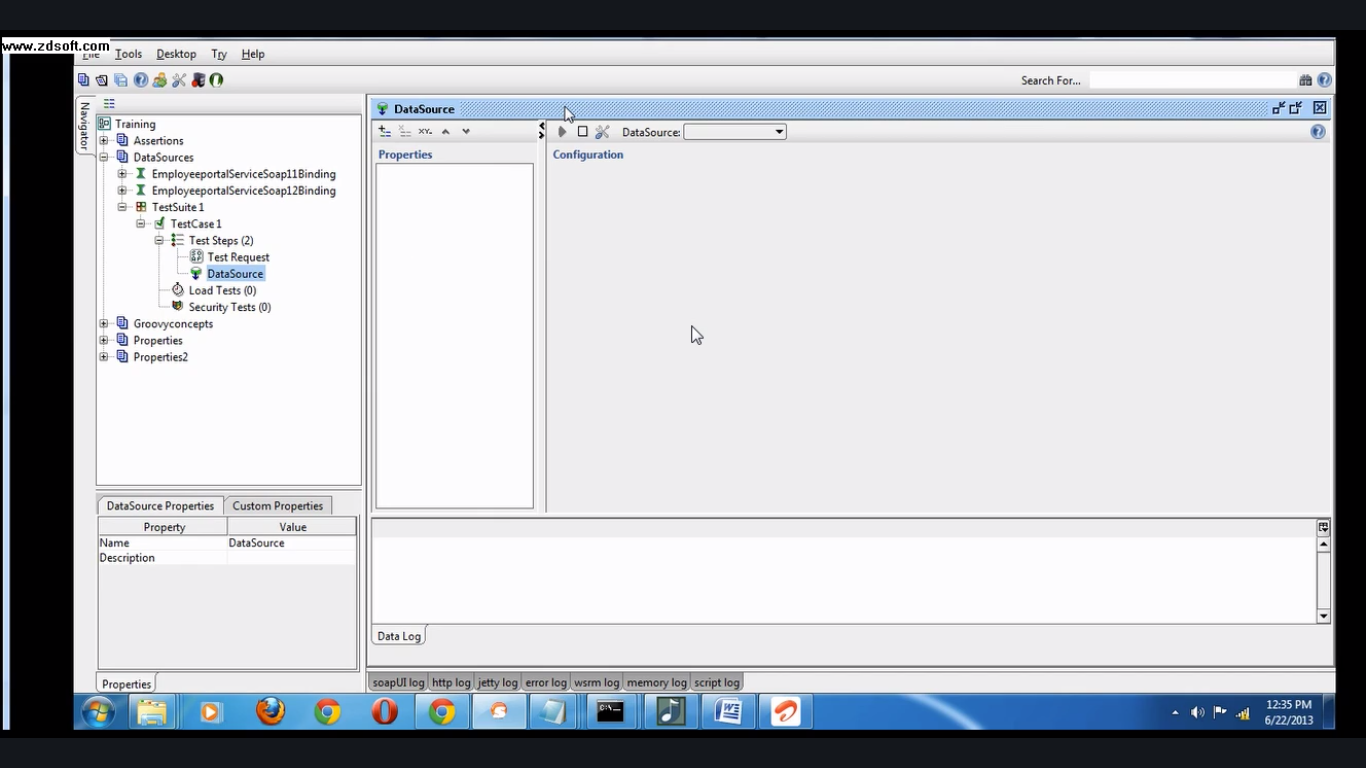 www.zdsoft.com
File Tools Desktop Try Help
Search For...
Navigator
DataSource
DataSource:
Training
Assertions
DataSources
EmployeeportalServiceSoap11Binding
EmployeeportalServiceSoap12Binding
TestSuite 1
TestCase 1
Test Steps (2)
Test Request
DataSource
Load Tests (0)
Security Tests (0)
Groovyconcepts
Properties
Properties2
Properties
Configuration
DataSource Properties Custom Properties
Property Value
Name DataSource
Description
Properties
Data Log
soapUI log http log jetty log error log wsrm log memory log script log
12:35 PM
6/22/2013